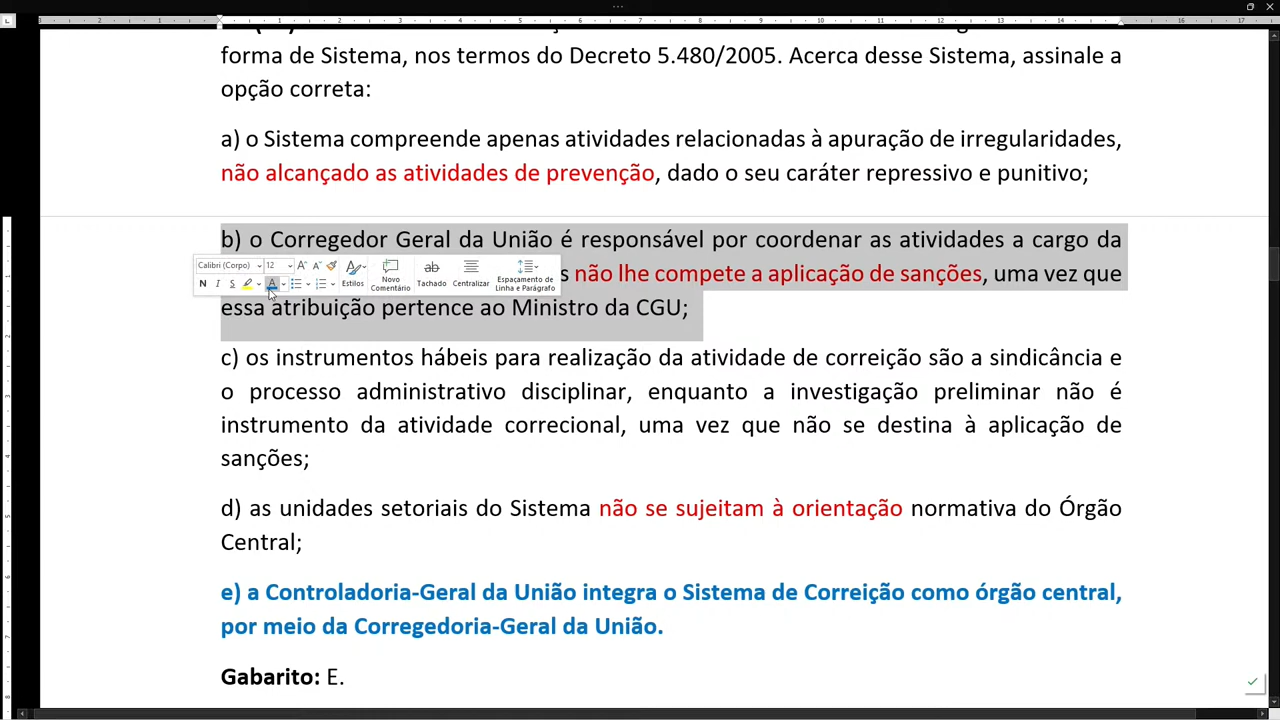 forma de Sistema, nos termos do Decreto 5.480/2005. Acerca desse Sistema, assinale a
opção correta:
a) o Sistema compreende apenas atividades relacionadas à apuração de irregularidades,
não alcançado as atividades de prevenção, dado o seu caráter repressivo e punitivo;
b) o Corregedor Geral da União é responsável por coordenar as atividades a cargo da
Calibri (Corpo) 12
N I S Estilos Novo Comentário Tachado Centralizar Espaçamento de Linha e Parágrafo
não lhe compete a aplicação de sanções, uma vez que
essa atribuição pertence ao Ministro da CGU;
c) os instrumentos hábeis para realização da atividade de correição são a sindicância e
o processo administrativo disciplinar, enquanto a investigação preliminar não é
instrumento da atividade correcional, uma vez que não se destina à aplicação de
sanções;
d) as unidades setoriais do Sistema não se sujeitam à orientação normativa do Órgão
Central;
e) a Controladoria-Geral da União integra o Sistema de Correição como órgão central,
por meio da Corregedoria-Geral da União.
Gabarito: E.